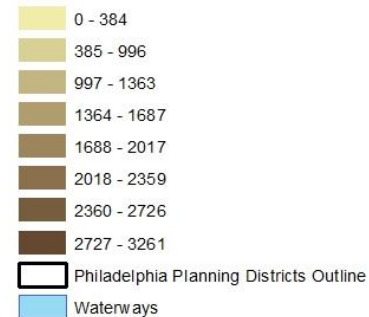 0 - 384
385 - 996
997 - 1363
1364 - 1687
1688 - 2017
2018 - 2359
2360 - 2726
2727 - 3261
Philadelphia Planning Districts Outline
Waterways